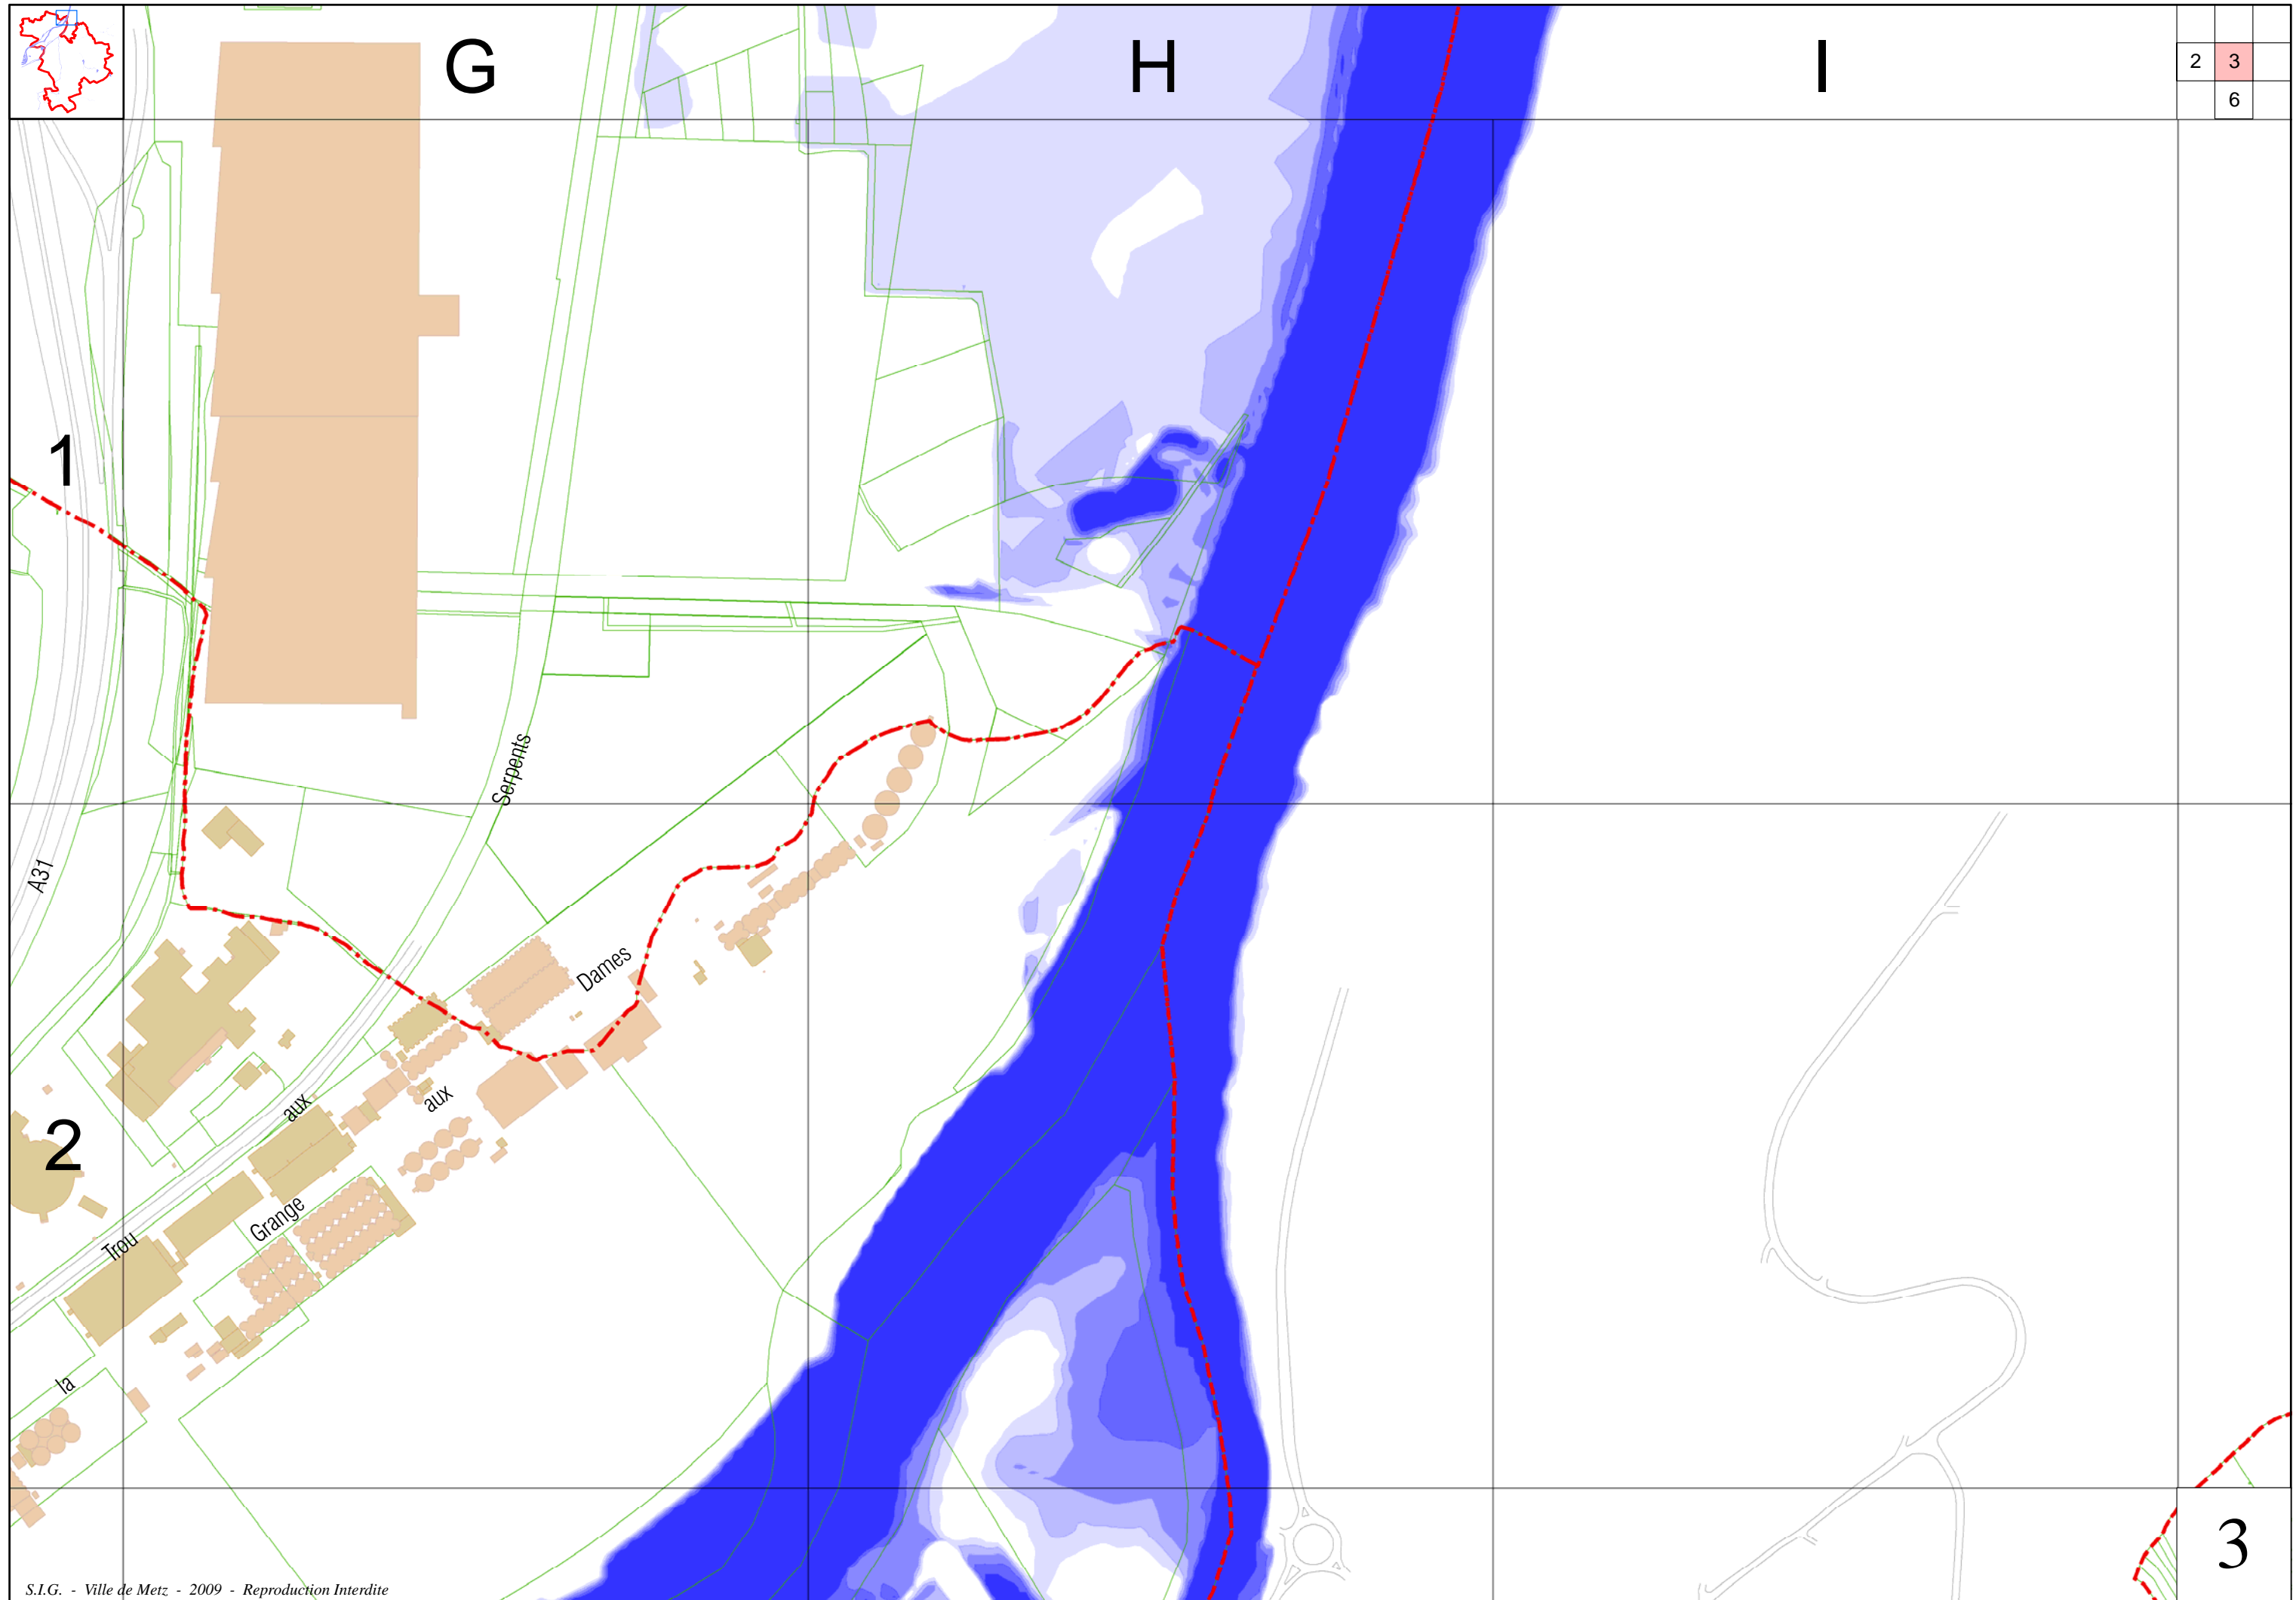 G
H
I
2 3
6
1
Serpents
A31
Dames
aux
aux
2
Grange
Trou
la
3
S.I.G. - Ville de Metz - 2009 - Reproduction Interdite